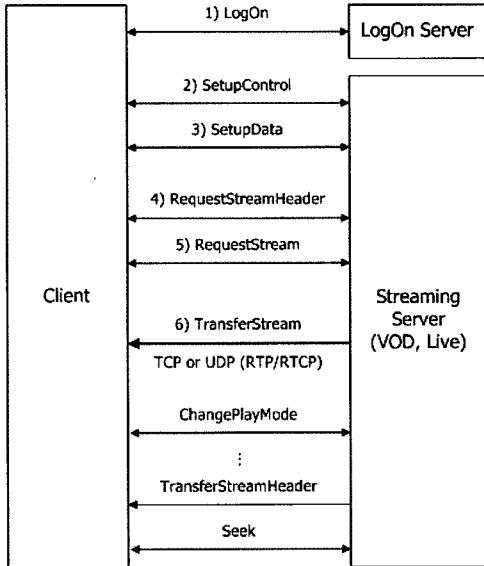 1) LogOn
LogOn Server
2) SetupControl
3) SetupData
4) RequestStreamHeader
5) RequestStream
Client
Streaming
Server
(VOD, Live)
6) TransferStream
TCP or UDP (RTP/RTCP)
ChangePlayMode
⋮
TransferStreamHeader
Seek